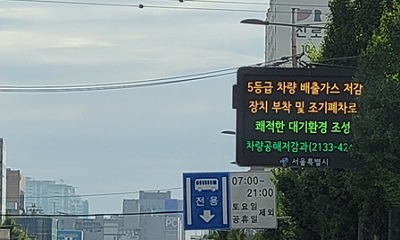 진로
5등급 차량 배출가스 저감
장치 부착 및 조기폐차로
쾌적한 대기환경 조성
차량공해저감과(2133-42
서울특별시
전용
07:00~
21:00
토요일
공휴일
제외